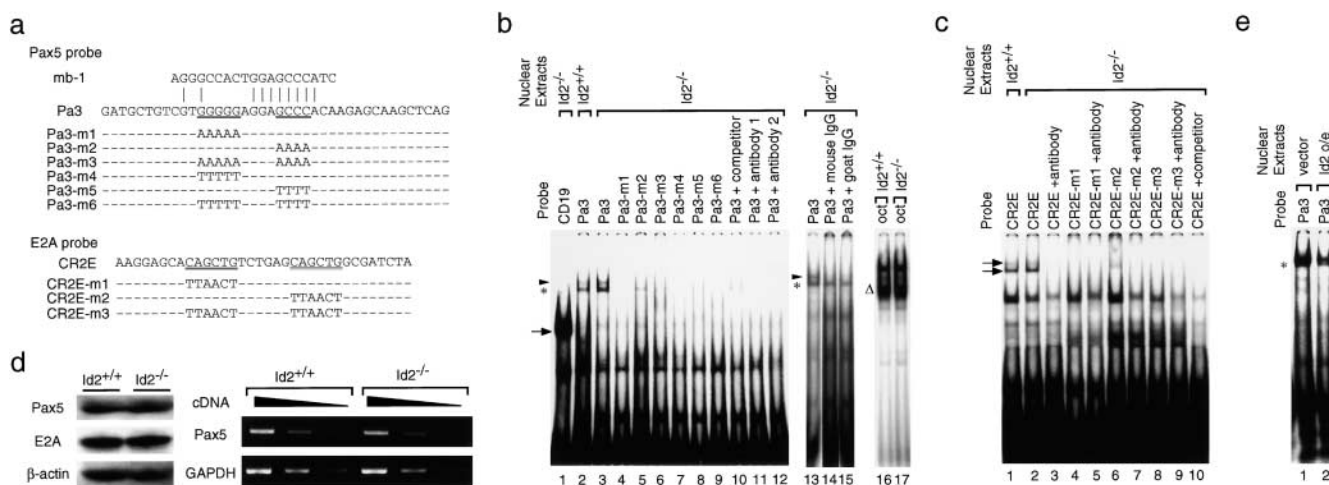 a
Pax5 probe
mb-1 AGGGCCACTGGAGCCCATC
Pa3 GATGCTGTCGTGGGGGAGGAGCCCACAAGAGCAAGCTCAG
Pa3-m1 AAAAA
Pa3-m2 AAAA
Pa3-m3 AAAAA AAAA
Pa3-m4 TTTTT
Pa3-m5 TTTT
Pa3-m6 TTTTT TTTT
E2A probe
CR2E AAGGAGCACAGCTGTCTGAGCAGCTGGCGATCTA
CR2E-m1 TTAACT
CR2E-m2 TTAACT
CR2E-m3 TTAACT TTAACT
b
Nuclear Extracts
Id2-/-
Id2+/+
Id2-/-
Id2-/-
oct Id2+/+
oct Id2-/-
Probe
CD19
Pa3
Pa3
Pa3-m1
Pa3-m2
Pa3-m3
Pa3-m4
Pa3-m5
Pa3-m6
Pa3 + competitor
Pa3 + antibody 1
Pa3 + antibody 2
Pa3
Pa3 + mouse IgG
Pa3 + goat IgG
*
*
Δ
1 2 3 4 5 6 7 8 9 10 11 12 13 14 15 16 17
c
Nuclear Extracts
Id2+/+
Id2-/-
Probe
CR2E
CR2E
CR2E +antibody
CR2E-m1
CR2E-m1 +antibody
CR2E-m2
CR2E-m2 +antibody
CR2E-m3
CR2E-m3 +antibody
CR2E +competitor
1 2 3 4 5 6 7 8 9 10
d
Id2+/+ Id2-/-
Pax5
E2A
β-actin
Id2+/+ Id2-/-
cDNA
Pax5
GAPDH
e
Nuclear Extracts
vector
Id2 o/e
Probe
Pa3
Pa3
*
1 2